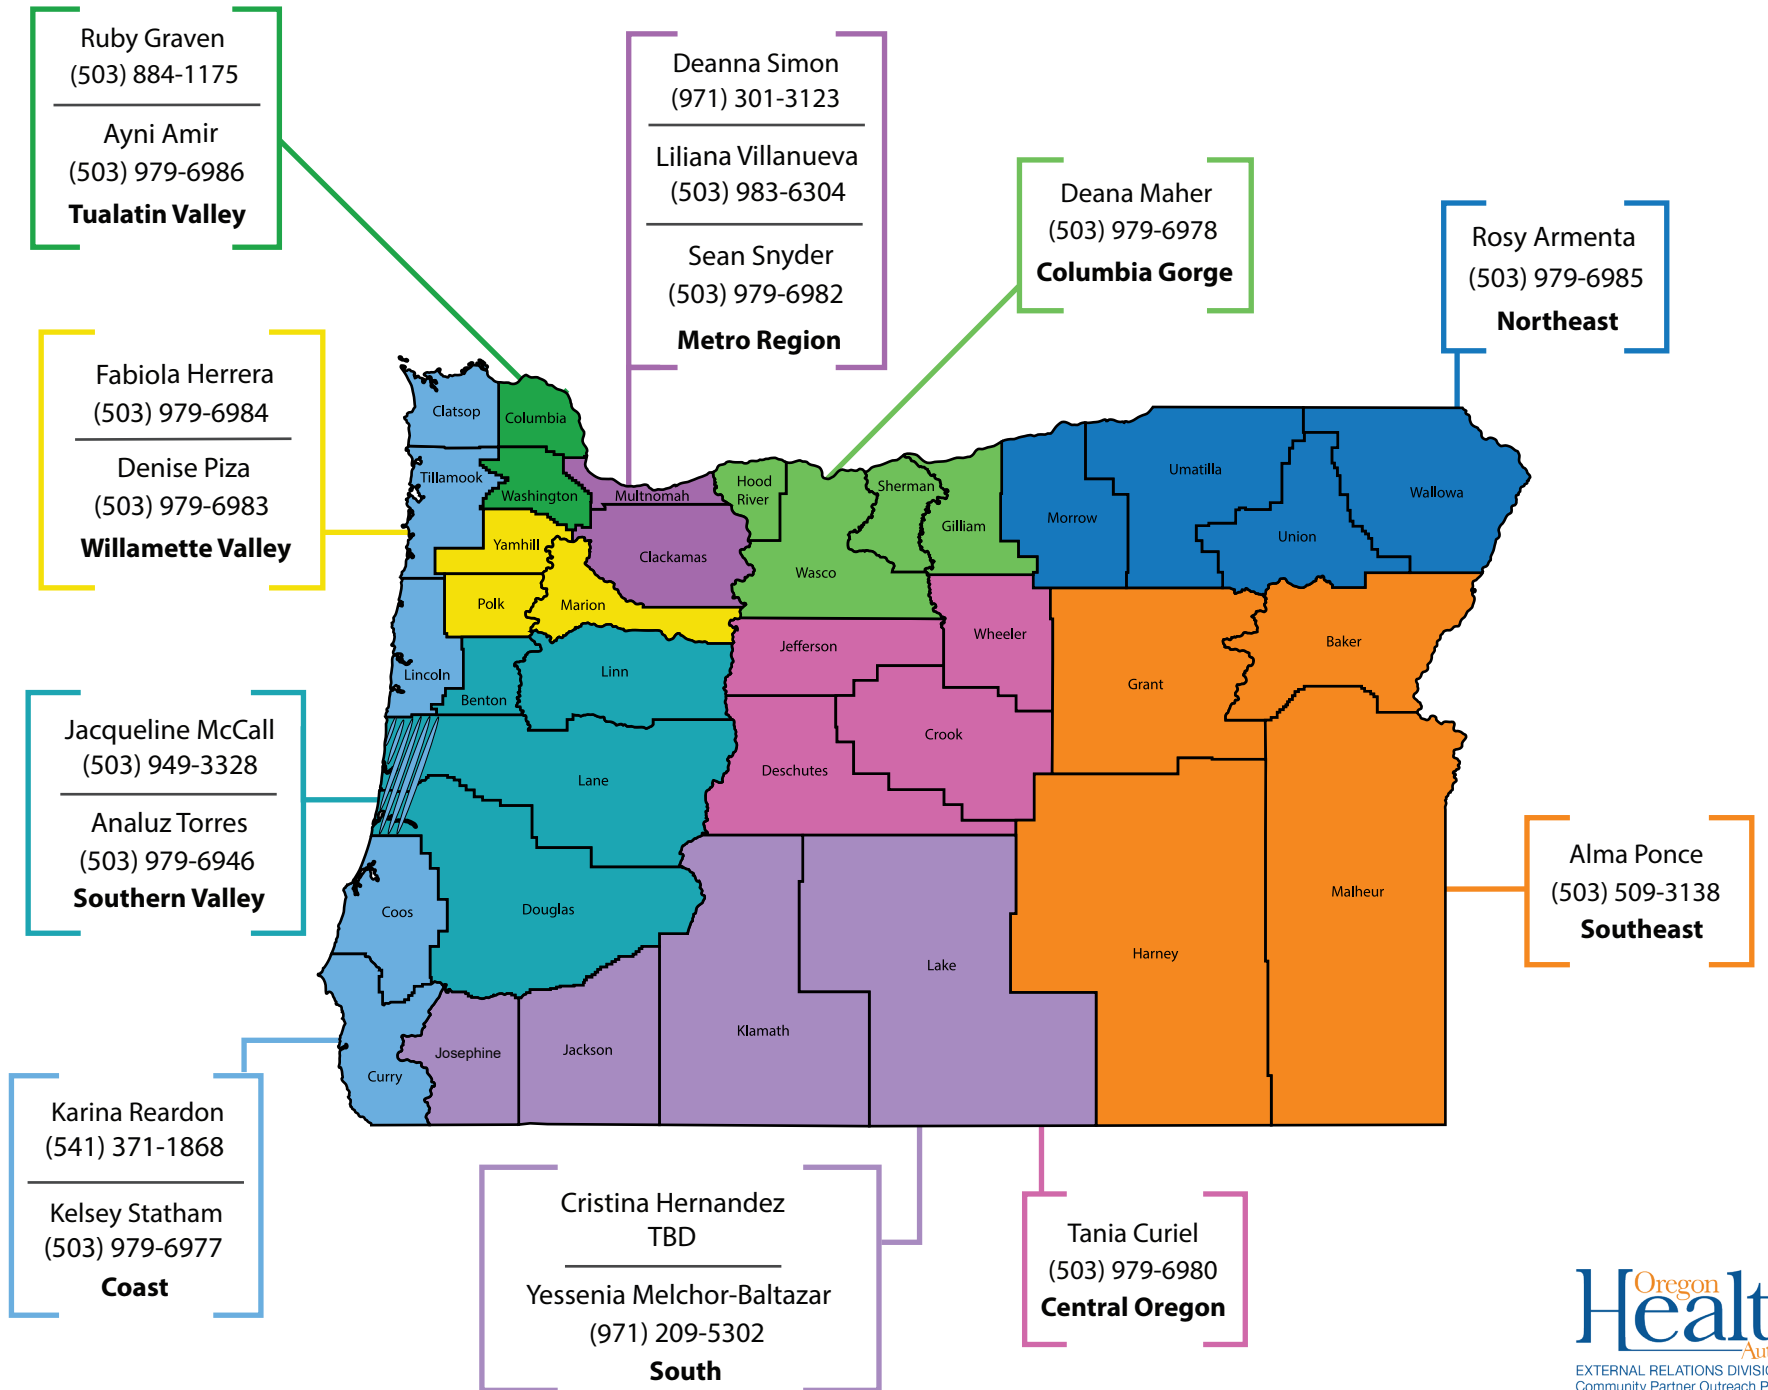 Ruby Graven
(503) 884-1175
Ayni Amir
(503) 979-6986
Tualatin Valley
Deanna Simon
(971) 301-3123
Liliana Villanueva
(503) 983-6304
Sean Snyder
(503) 979-6982
Metro Region
Deana Maher
(503) 979-6978
Columbia Gorge
Rosy Armenta
(503) 979-6985
Northeast
Fabiola Herrera
(503) 979-6984
Denise Piza
(503) 979-6983
Willamette Valley
Jacqueline McCall
(503) 949-3328
Analuz Torres
(503) 979-6946
Southern Valley
Clatsop
Columbia
Tillamook
Washington
Multnomah
Hood
River
Sherman
Gilliam
Morrow
Umatilla
Union
Wallowa
Yamhill
Clackamas
Wasco
Polk
Marion
Lincoln
Benton
Linn
Jefferson
Wheeler
Grant
Baker
Lane
Deschutes
Crook
Coos
Douglas
Harney
Malheur
Lake
Klamath
Curry
Josephine
Jackson
Alma Ponce
(503) 509-3138
Southeast
Karina Reardon
(541) 371-1868
Kelsey Statham
(503) 979-6977
Coast
Cristina Hernandez
TBD
Yessenia Melchor-Baltazar
(971) 209-5302
South
Tania Curiel
(503) 979-6980
Central Oregon
Oregon
Healt
Aut
EXTERNAL RELATIONS DIVISIO
Community Partner Outreach P